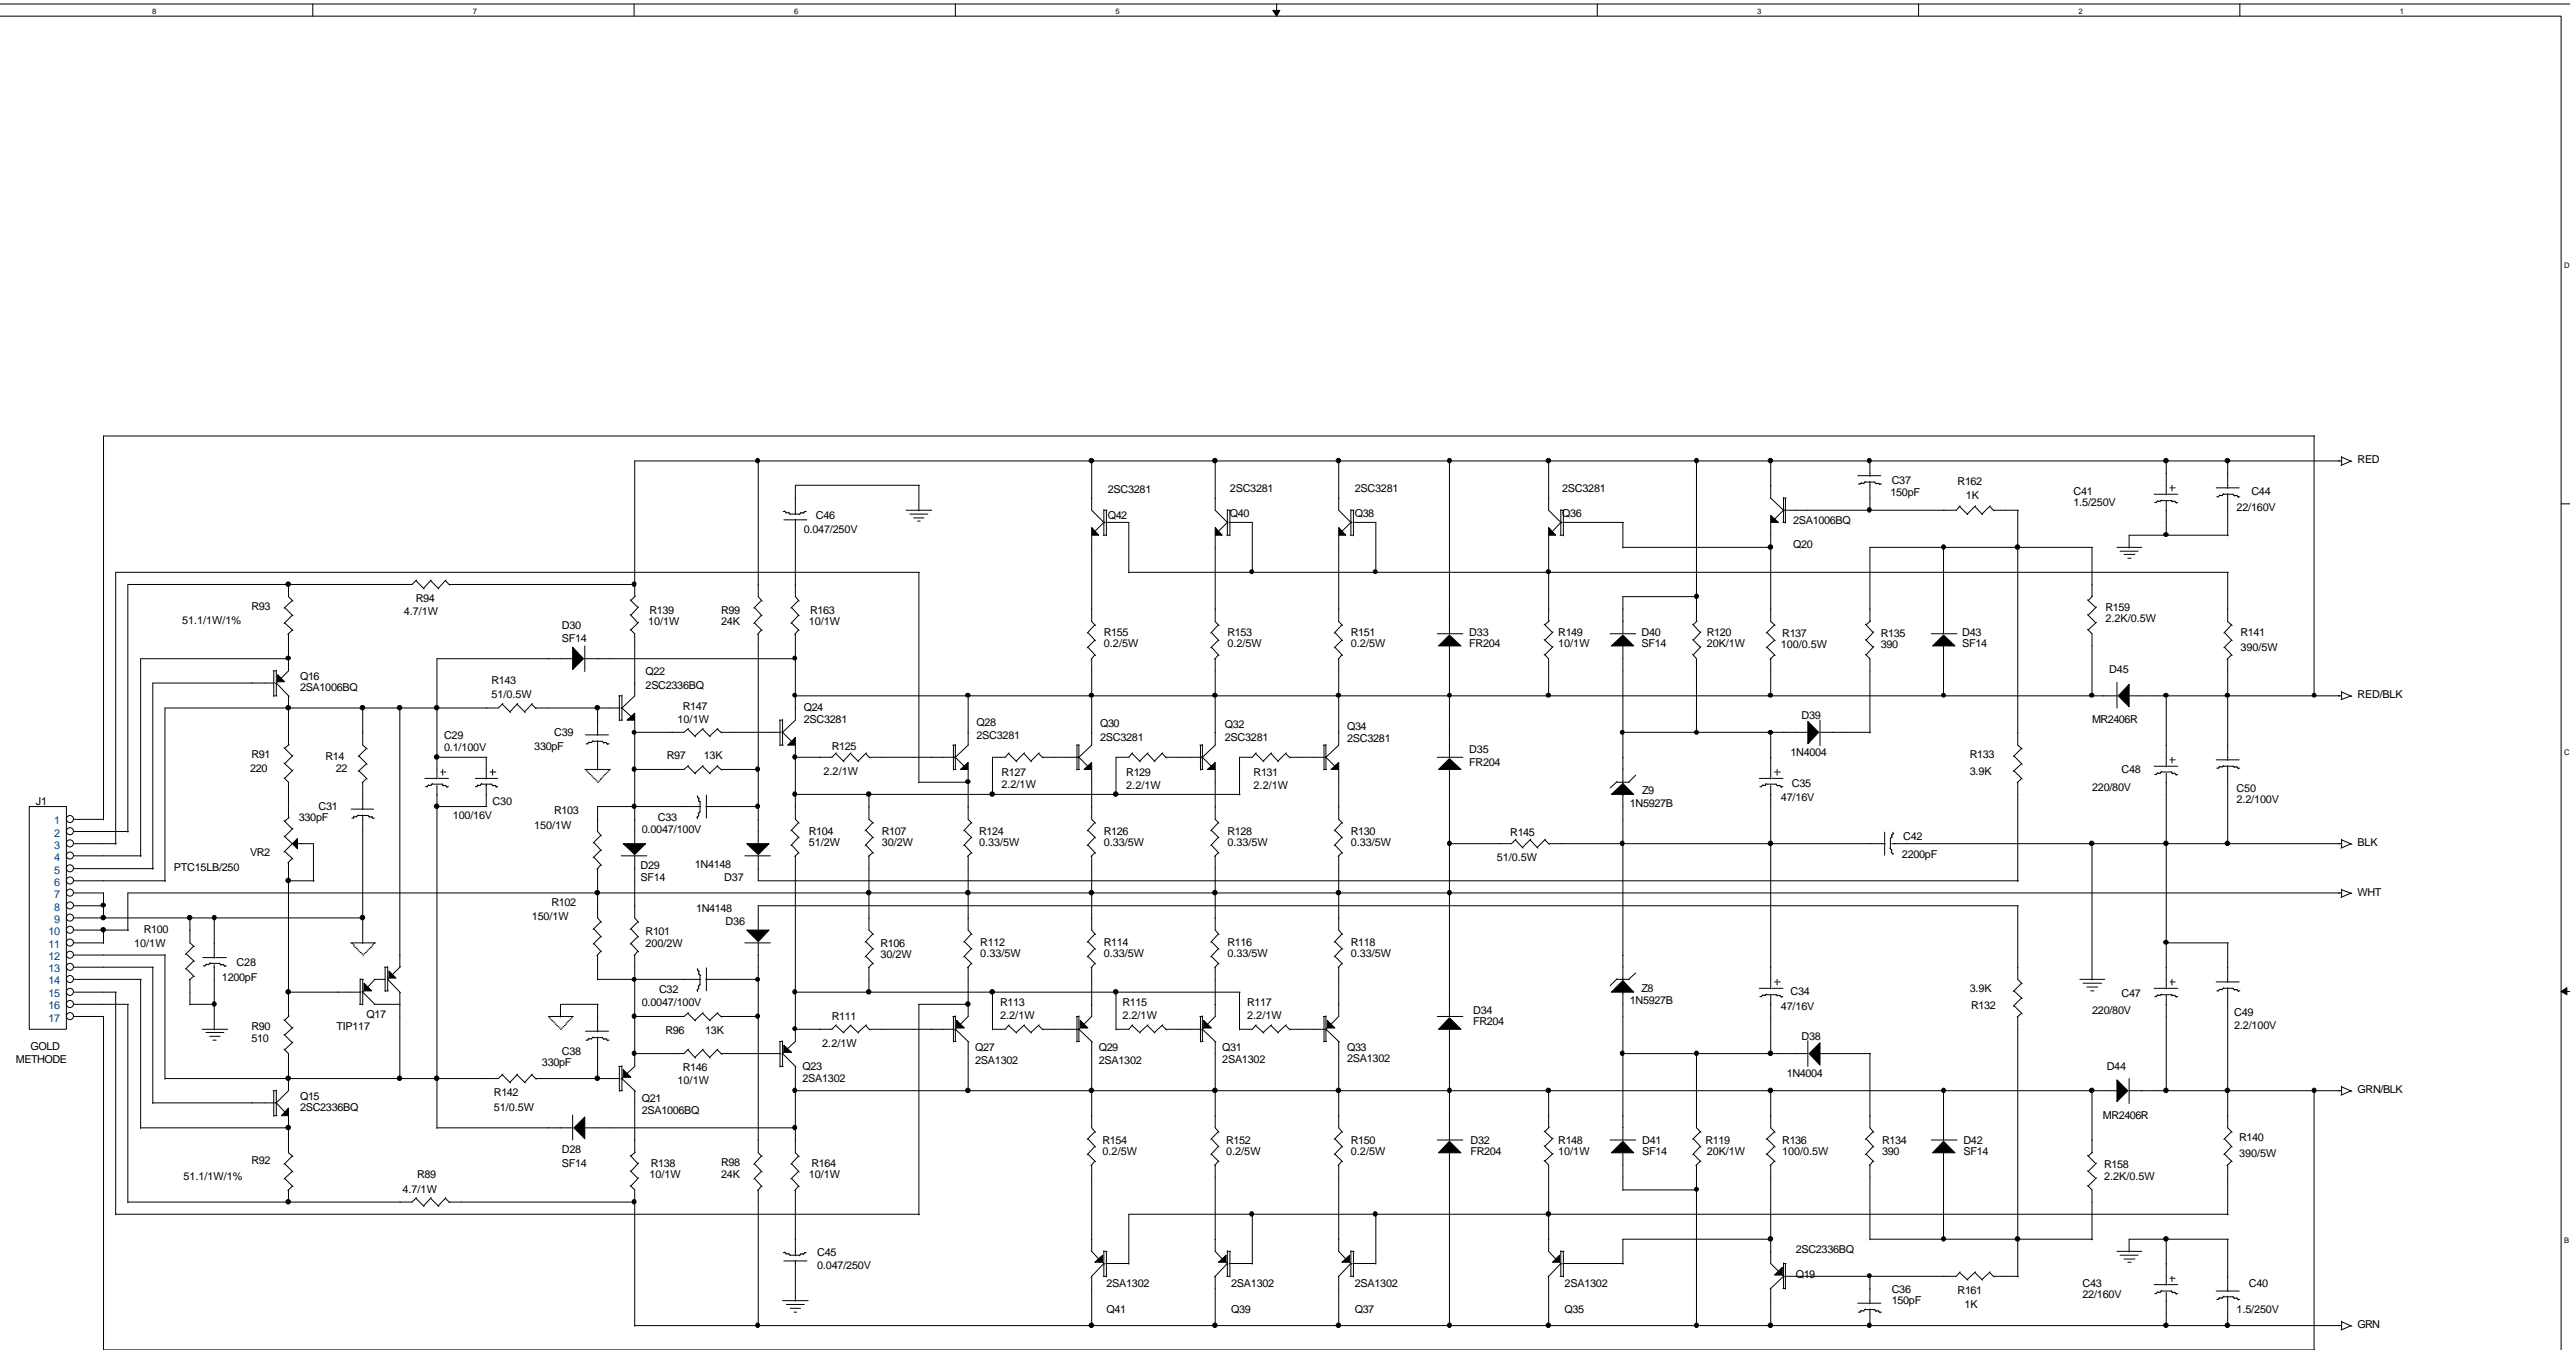 8
7
6
5
3
2
1
D
C
B
RED
2SC3281
2SC3281
2SC3281
2SC3281
C37
150pF
R162
1K
C41
1.5/250V
C44
22/160V
C46
0.047/250V
Q42
Q40
Q38
Q36
2SA1006BQ
Q20
R93
51.1/1W/1%
R94
4.7/1W
D30
SF14
R139
10/1W
R99
24K
R163
10/1W
R155
0.2/5W
R153
0.2/5W
R151
0.2/5W
D33
FR204
R149
10/1W
D40
SF14
R120
20K/1W
R137
100/0.5W
R135
390
D43
SF14
R159
2.2K/0.5W
R141
390/5W
D45
MR2406R
RED/BLK
Q16
2SA1006BQ
R143
51/0.5W
Q22
2SC2336BQ
R147
10/1W
Q24
2SC3281
Q28
2SC3281
Q30
2SC3281
Q32
2SC3281
Q34
2SC3281
D39
1N4004
C29
0.1/100V
C39
330pF
R97 13K
R125
2.2/1W
R127
2.2/1W
R129
2.2/1W
R131
2.2/1W
D35
FR204
R133
3.9K
R91
220
R14
22
C30
100/16V
C31
330pF
R103
150/1W
C33
0.0047/100V
Z9
1N5927B
C35
47/16V
C48
220/80V
C50
2.2/100V
J1
1
2
3
4
5
6
7
8
9
10
11
12
13
14
15
16
17
GOLD
METHODE
VR2
PTC15LB/250
D29
SF14
1N4148
D37
R104
51/2W
R107
30/2W
R124
0.33/5W
R126
0.33/5W
R128
0.33/5W
R130
0.33/5W
R145
51/0.5W
C42
2200pF
BLK
WHT
R100
10/1W
C28
1200pF
R102
150/1W
R101
200/2W
1N4148
D36
R106
30/2W
R112
0.33/5W
R114
0.33/5W
R116
0.33/5W
R118
0.33/5W
C32
0.0047/100V
Q17
TIP117
R90
510
C38
330pF
R96 13K
R111
2.2/1W
R113
2.2/1W
R115
2.2/1W
R117
2.2/1W
D34
FR204
Z8
1N5927B
C34
47/16V
3.9K
R132
C47
220/80V
C49
2.2/100V
R146
10/1W
Q23
2SA1302
Q27
2SA1302
Q29
2SA1302
Q31
2SA1302
Q33
2SA1302
D38
1N4004
D44
MR2406R
GRN/BLK
Q15
2SC2336BQ
R142
51/0.5W
Q21
2SA1006BQ
D28
SF14
R92
51.1/1W/1%
R89
4.7/1W
R138
10/1W
R98
24K
R164
10/1W
R154
0.2/5W
R152
0.2/5W
R150
0.2/5W
D32
FR204
R148
10/1W
D41
SF14
R119
20K/1W
R136
100/0.5W
R134
390
D42
SF14
R158
2.2K/0.5W
R140
390/5W
C45
0.047/250V
2SA1302
Q41
2SA1302
Q39
2SA1302
Q37
2SA1302
Q35
2SC2336BQ
Q19
C36
150pF
R161
1K
C43
22/160V
C40
1.5/250V
GRN